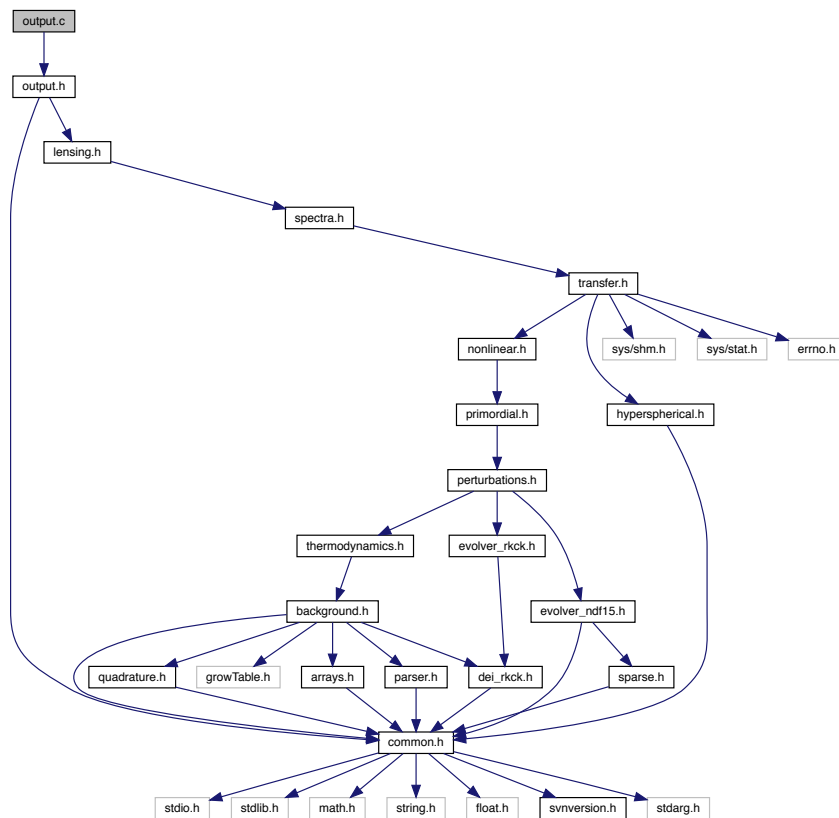 output.c
output.h
lensing.h
spectra.h
transfer.h
nonlinear.h
sys/shm.h
sys/stat.h
errno.h
primordial.h
hyperspherical.h
perturbations.h
thermodynamics.h
evolver_rkck.h
background.h
evolver_ndf15.h
quadrature.h
growTable.h
arrays.h
parser.h
dei_rkck.h
sparse.h
common.h
stdio.h
stdlib.h
math.h
string.h
float.h
svnversion.h
stdarg.h